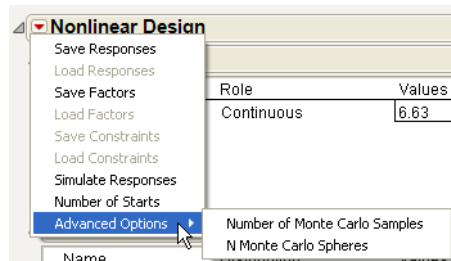 Nonlinear Design
Save Responses
Load Responses
Save Factors
Load Factors
Save Constraints
Load Constraints
Simulate Responses
Number of Starts
Advanced Options
Number of Monte Carlo Samples
N Monte Carlo Spheres
Role Values
Continuous 6.63
Name